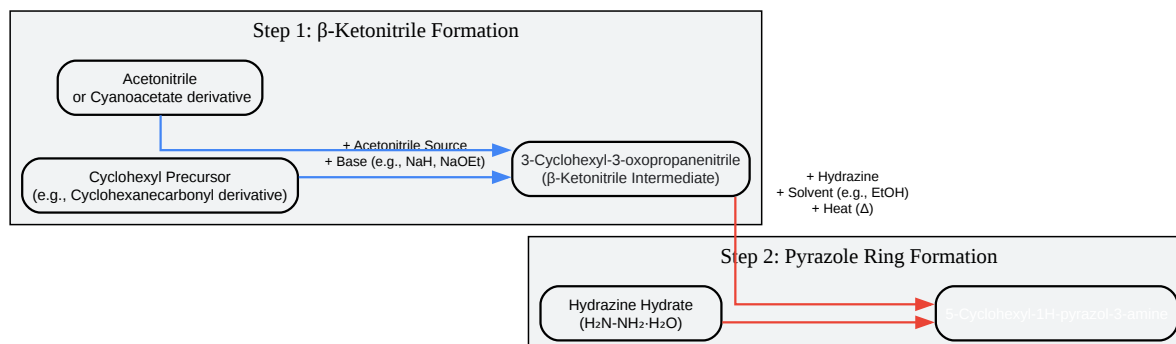 Step 1: β-Ketonitrile Formation
Acetonitrile
or Cyanoacetate derivative
+ Acetonitrile Source
+ Base (e.g., NaH, NaOEt)
Cyclohexyl Precursor
(e.g., Cyclohexanecarbonyl derivative)
3-Cyclohexyl-3-oxopropanenitrile
(β-Ketonitrile Intermediate)
+ Hydrazine
+ Solvent (e.g., EtOH)
+ Heat (Δ)
Step 2: Pyrazole Ring Formation
Hydrazine Hydrate
(H₂N-NH₂·H₂O)
5-Cyclohexyl-1H-pyrazol-3-amine